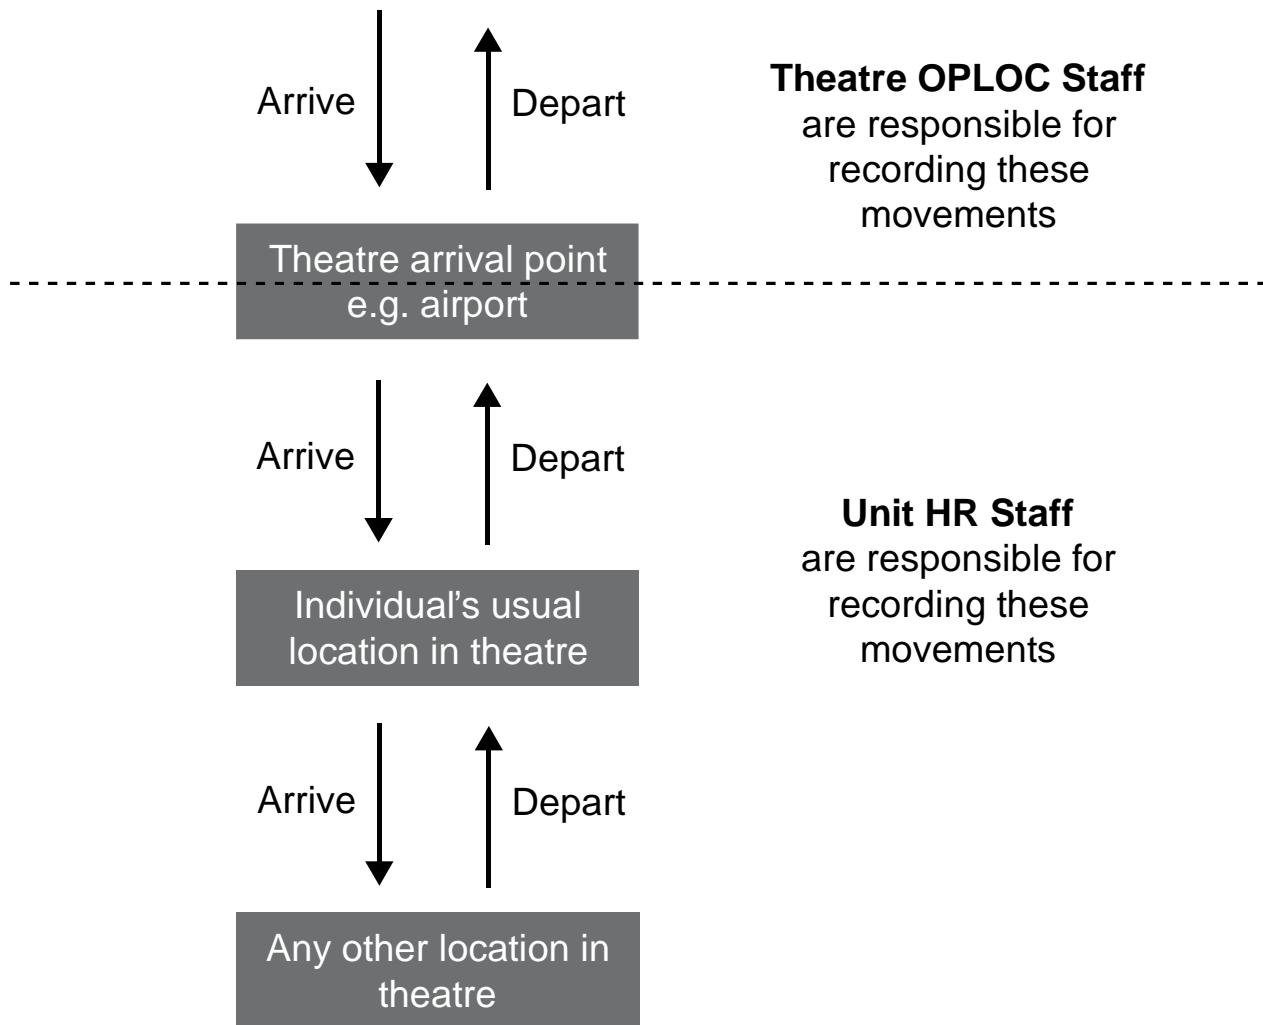 Arrive
Depart
Theatre OPLOC Staff
are responsible for
recording these
movements
Theatre arrival point
e.g. airport
Arrive
Depart
Unit HR Staff
are responsible for
recording these
movements
Individual’s usual
location in theatre
Arrive
Depart
Any other location in
theatre